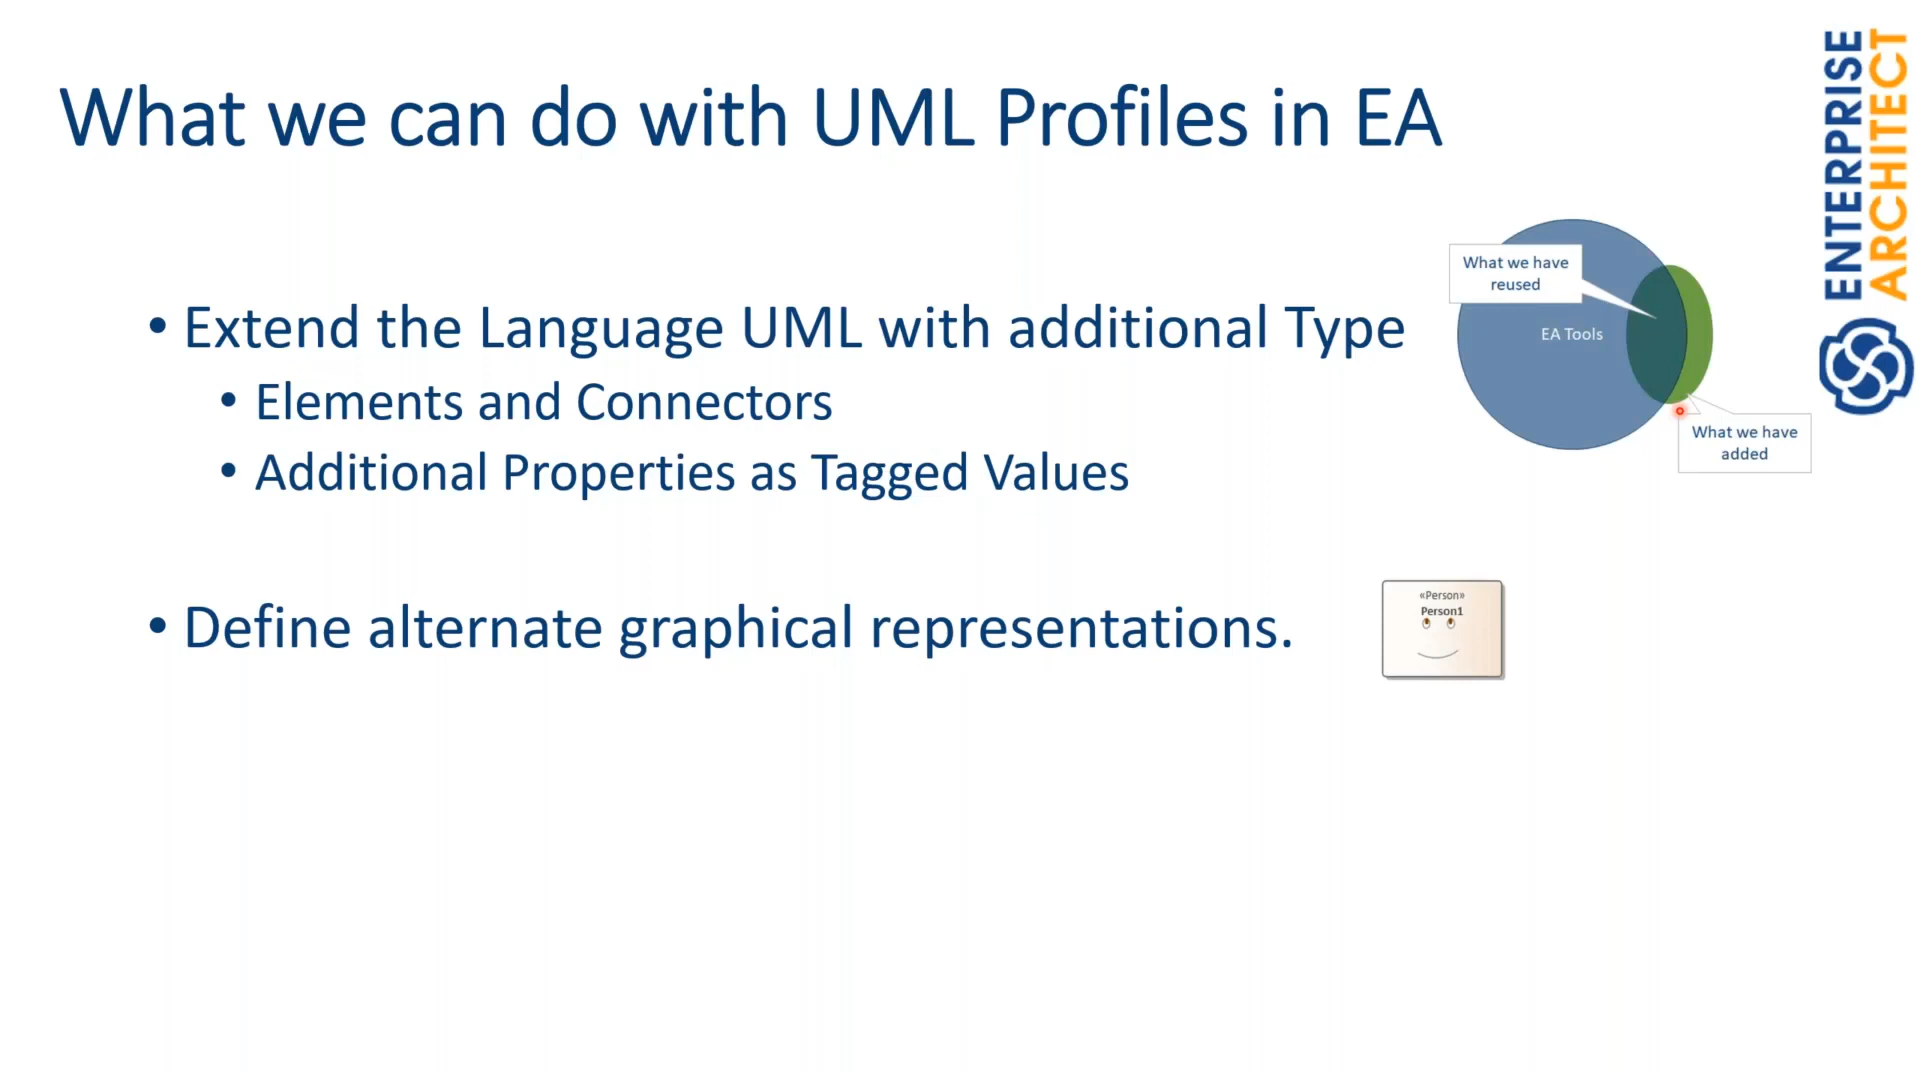 What we can do with UML Profiles in EA
• Extend the Language UML with additional Type
• Elements and Connectors
• Additional Properties as Tagged Values
• Define alternate graphical representations.
What we have
reused
EA Tools
What we have
added
«Person»
Person1
ENTERPRISE
ARCHITECT